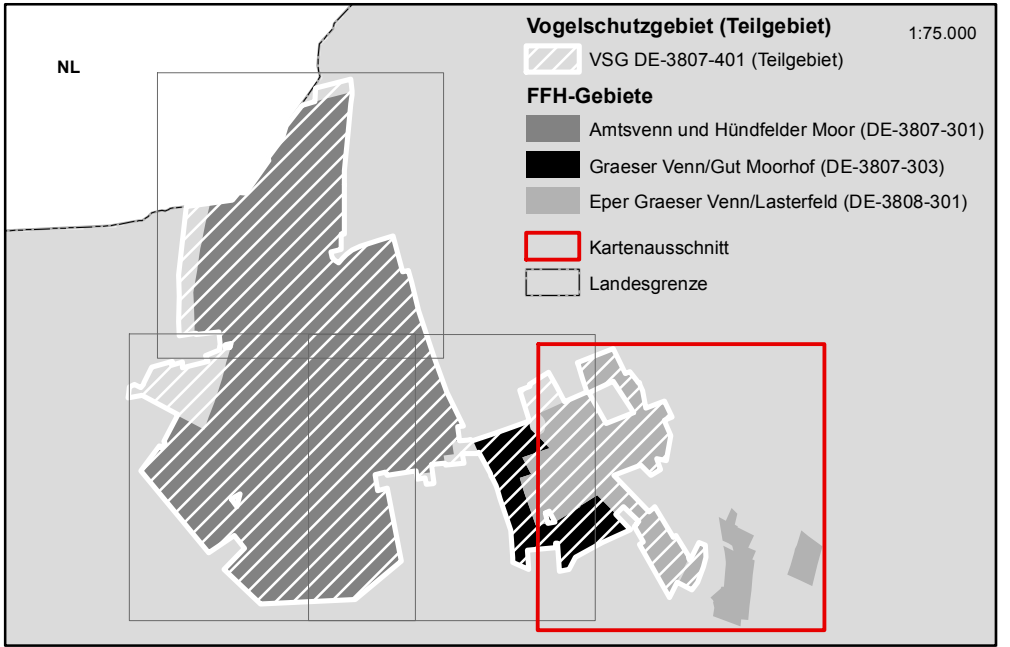 NL
Vogelschutzgebiet (Teilgebiet)
1:75.000
VSG DE-3807-401 (Teilgebiet)
FFH-Gebiete
Amtsvenn und Hündfelder Moor (DE-3807-301)
Graeser Venn/Gut Moorhof (DE-3807-303)
Eper Graeser Venn/Lasterfeld (DE-3808-301)
Kartenausschnitt
Landesgrenze